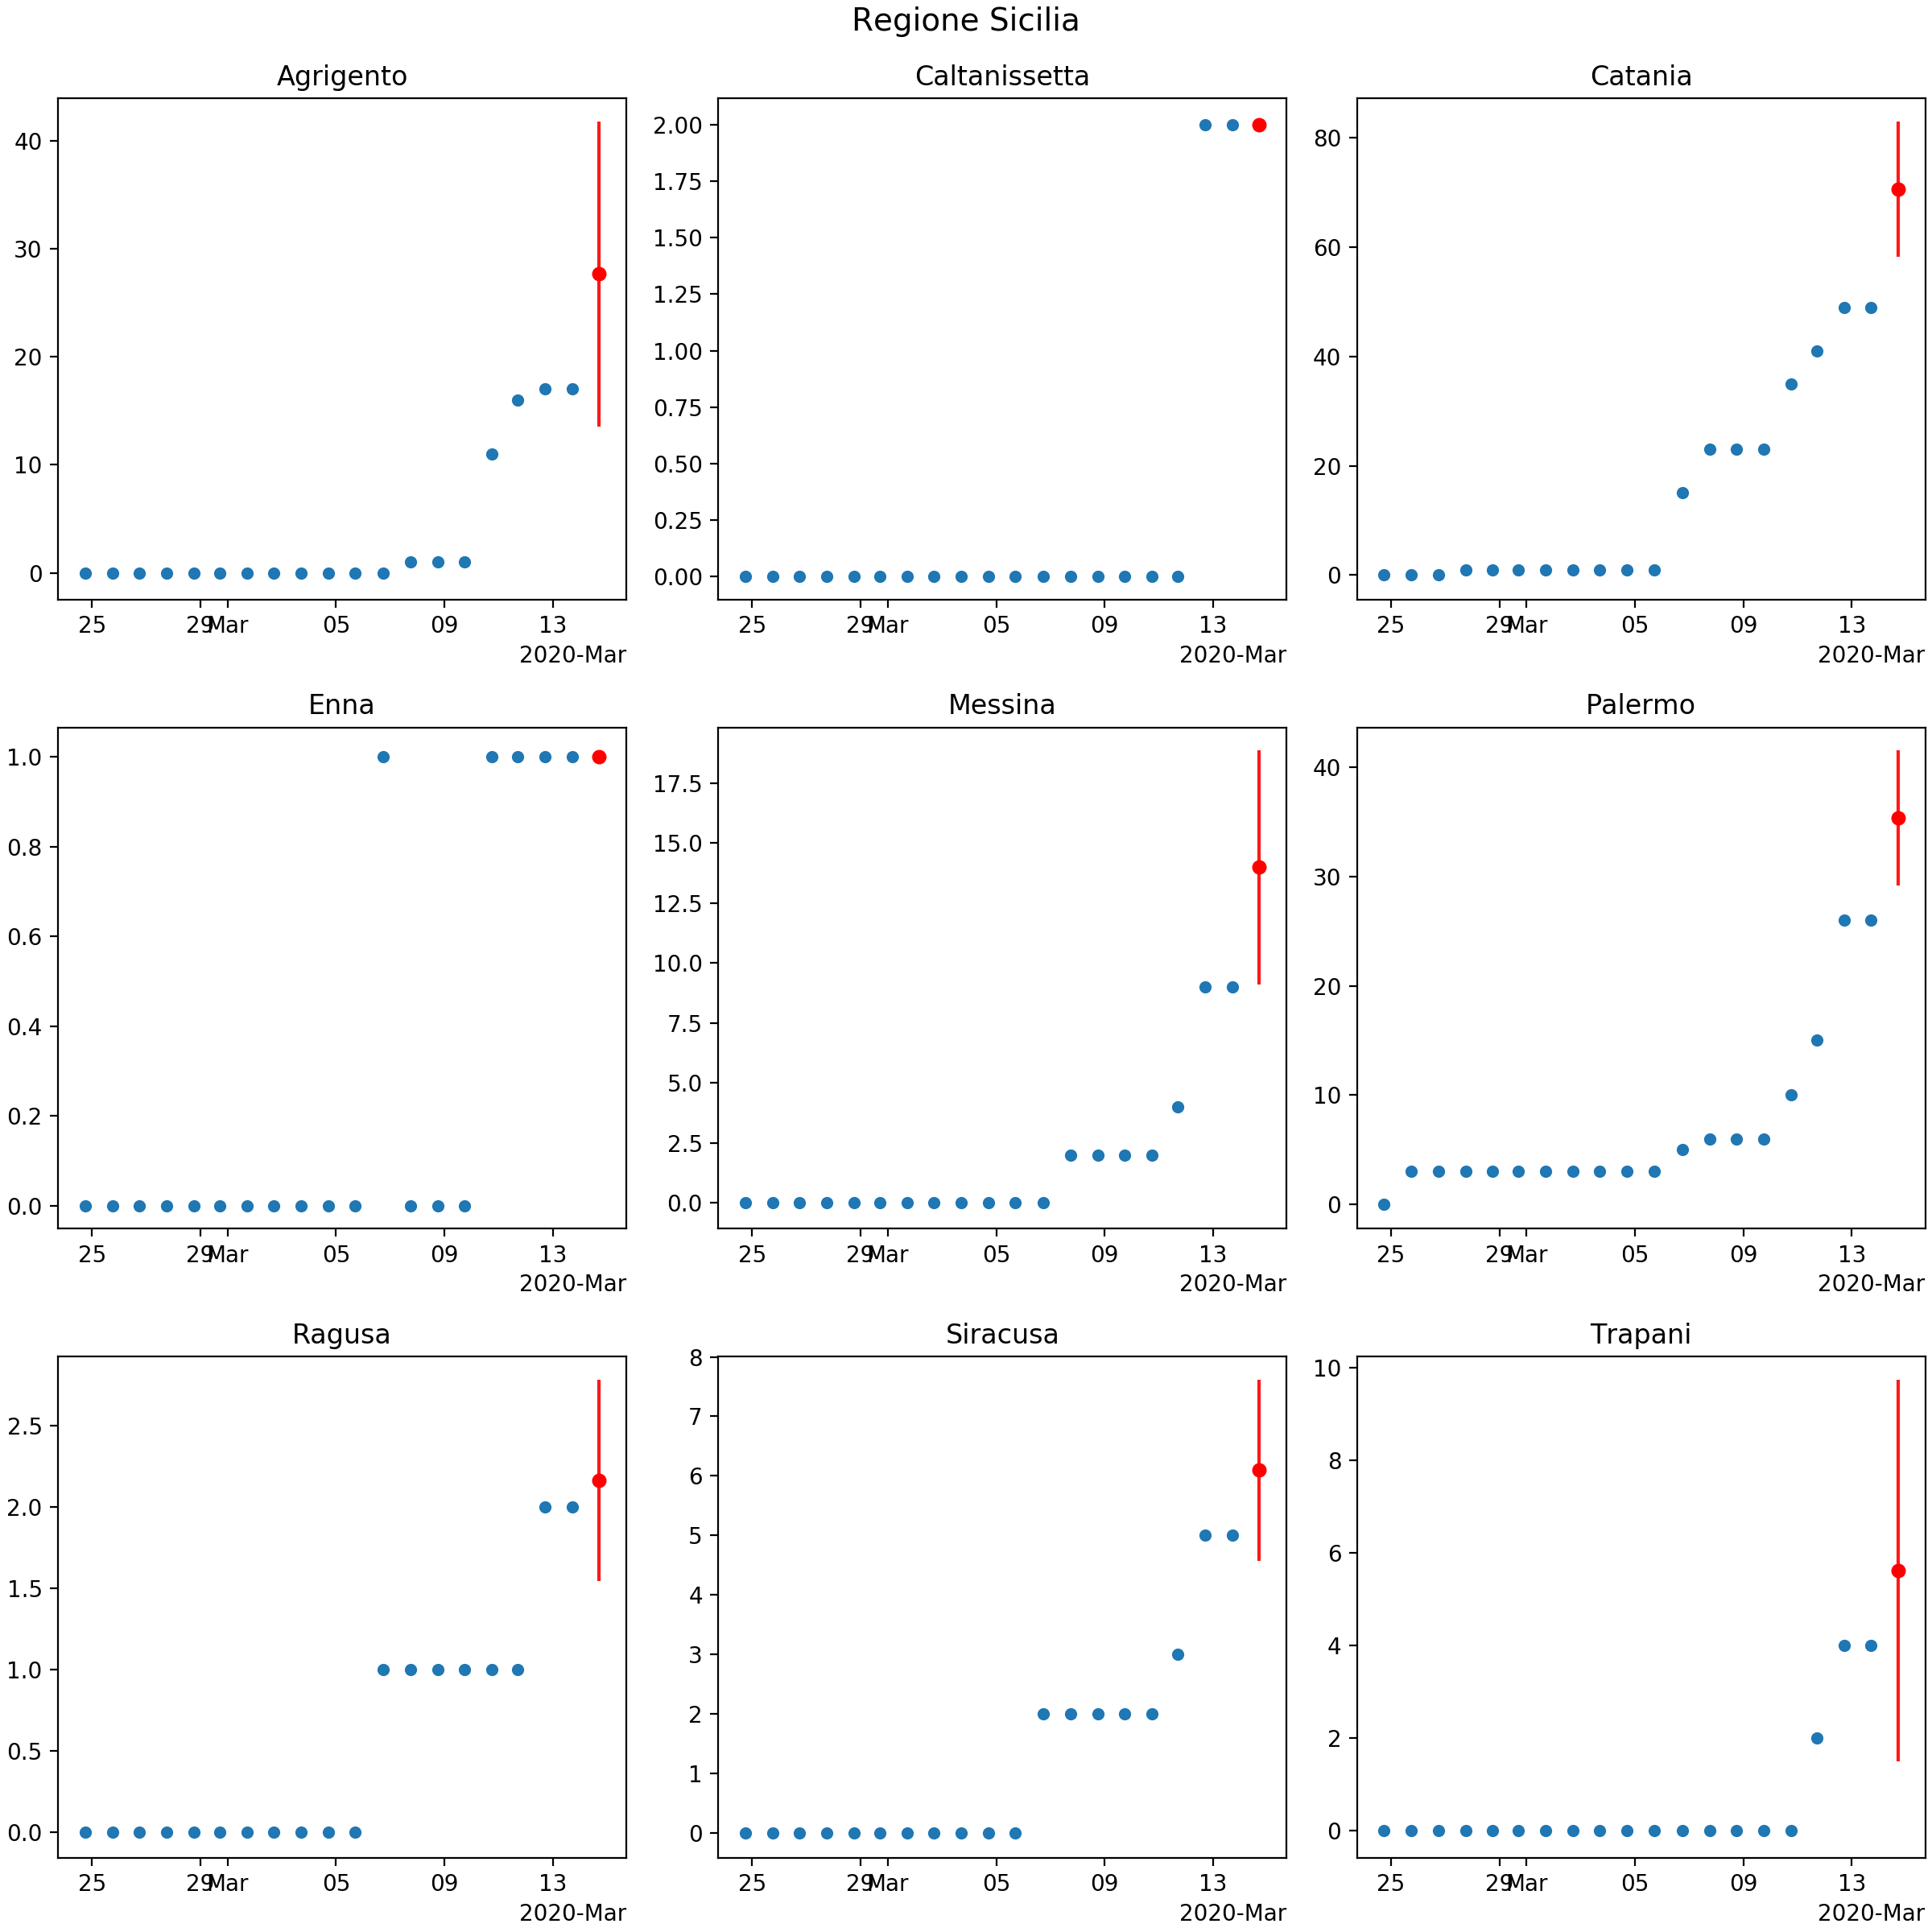 Regione Sicilia
Agrigento
40
30
20
10
0
25 29 Mar 05 09 13
2020-Mar
Caltanissetta
2.00
1.75
1.50
1.25
1.00
0.75
0.50
0.25
0.00
25 29 Mar 05 09 13
2020-Mar
Catania
80
60
40
20
0
25 29 Mar 05 09 13
2020-Mar
Enna
1.0
0.8
0.6
0.4
0.2
0.0
25 29 Mar 05 09 13
2020-Mar
Messina
17.5
15.0
12.5
10.0
7.5
5.0
2.5
0.0
25 29 Mar 05 09 13
2020-Mar
Palermo
40
30
20
10
0
25 29 Mar 05 09 13
2020-Mar
Ragusa
2.5
2.0
1.5
1.0
0.5
0.0
25 29 Mar 05 09 13
2020-Mar
Siracusa
8
7
6
5
4
3
2
1
0
25 29 Mar 05 09 13
2020-Mar
Trapani
10
8
6
4
2
0
25 29 Mar 05 09 13
2020-Mar